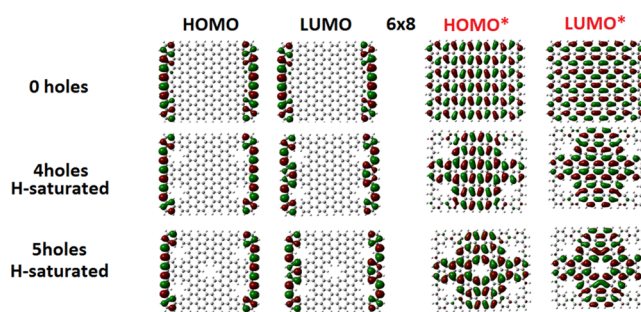 HOMO LUMO 6x8 HOMO* LUMO*
0 holes
4holes
H-saturated
5holes
H-saturated